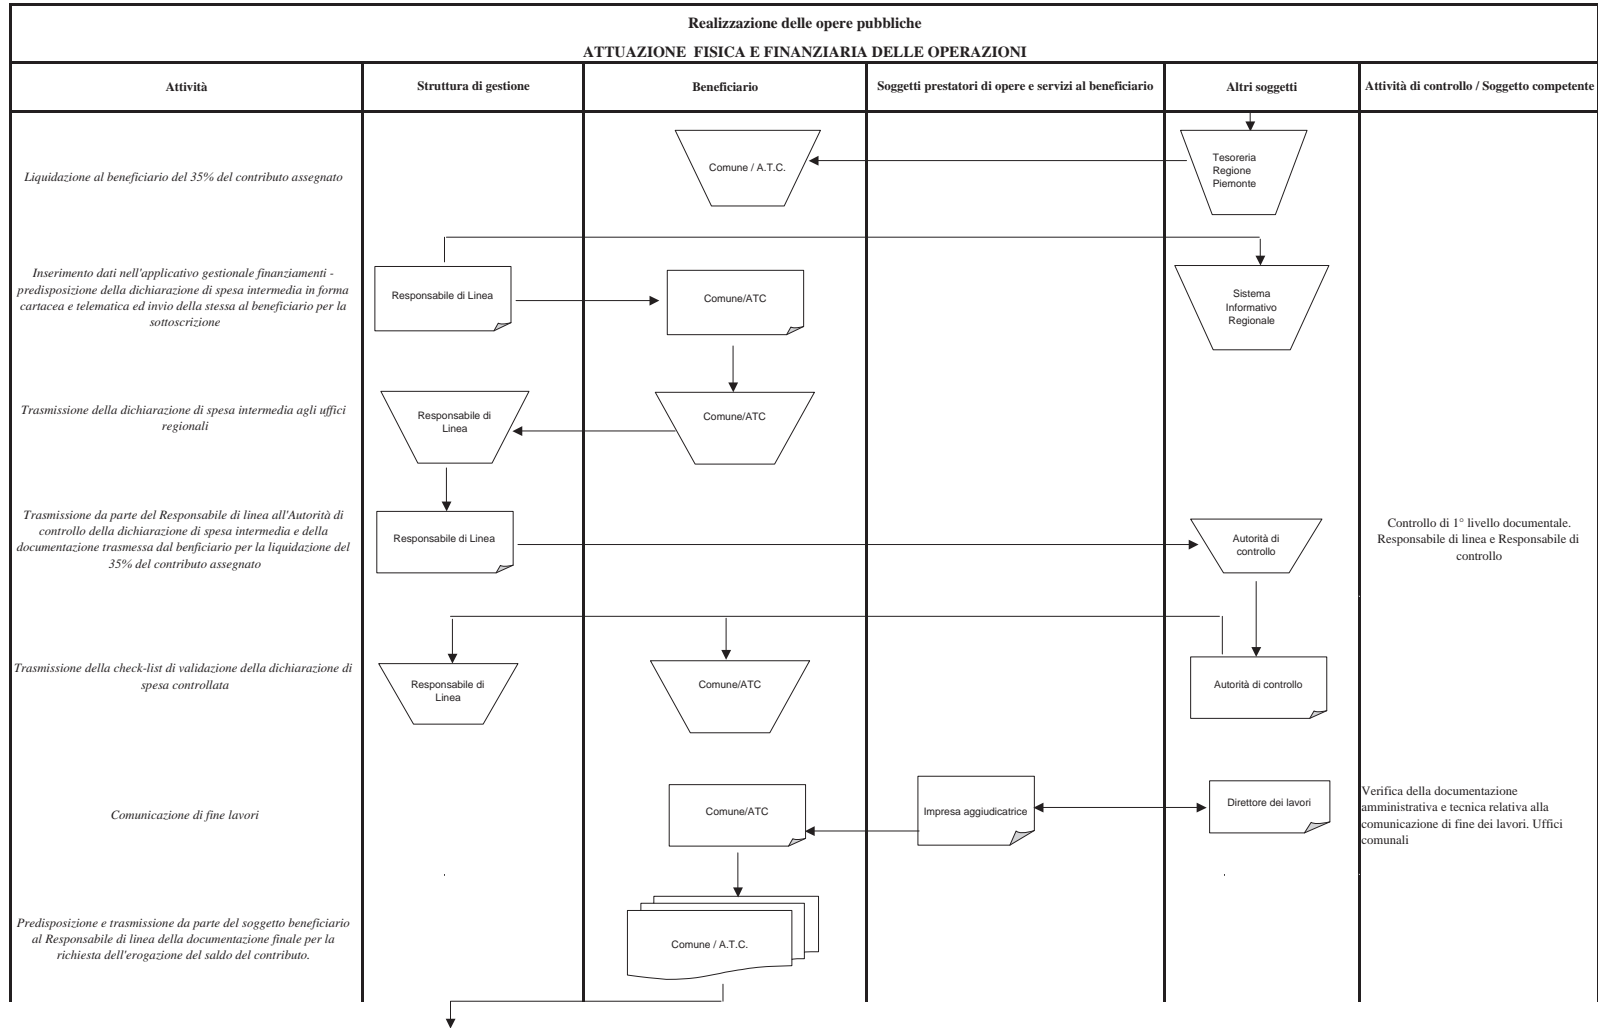 Realizzazione delle opere pubbliche
ATTUAZIONE FISICA E FINANZIARIA DELLE OPERAZIONI
Attività
Struttura di gestione
Beneficiario
Soggetti prestatori di opere e servizi al beneficiario
Altri soggetti
Attività di controllo / Soggetto competente
Liquidazione al beneficiario del 35% del contributo assegnato
Comune / A.T.C.
Tesoreria
Regione
Piemonte
Inserimento dati nell'applicativo gestionale finanziamenti -
predisposizione della dichiarazione di spesa intermedia in forma
cartacea e telematica ed invio della stessa al beneficiario per la
sottoscrizione
Responsabile di Linea
Comune/ATC
Sistema
Informativo
Regionale
Trasmissione della dichiarazione di spesa intermedia agli uffici
regionali
Responsabile di
Linea
Comune/ATC
Trasmissione da parte del Responsabile di linea all'Autorità di
controllo della dichiarazione di spesa intermedia e della
documentazione trasmessa dal benficiario per la liquidazione del
35% del contributo assegnato
Responsabile di Linea
Autorità di
controllo
Controllo di 1° livello documentale.
Responsabile di linea e Responsabile di
controllo
Trasmissione della check-list di validazione della dichiarazione di
spesa controllata
Responsabile di
Linea
Comune/ATC
Autorità di controllo
Comunicazione di fine lavori
Comune/ATC
Impresa aggiudicatrice
Direttore dei lavori
Verifica della documentazione
amministrativa e tecnica relativa alla
comunicazione di fine dei lavori. Uffici
comunali
Predisposizione e trasmissione da parte del soggetto beneficiario
al Responsabile di linea della documentazione finale per la
richiesta dell'erogazione del saldo del contributo.
Comune / A.T.C.